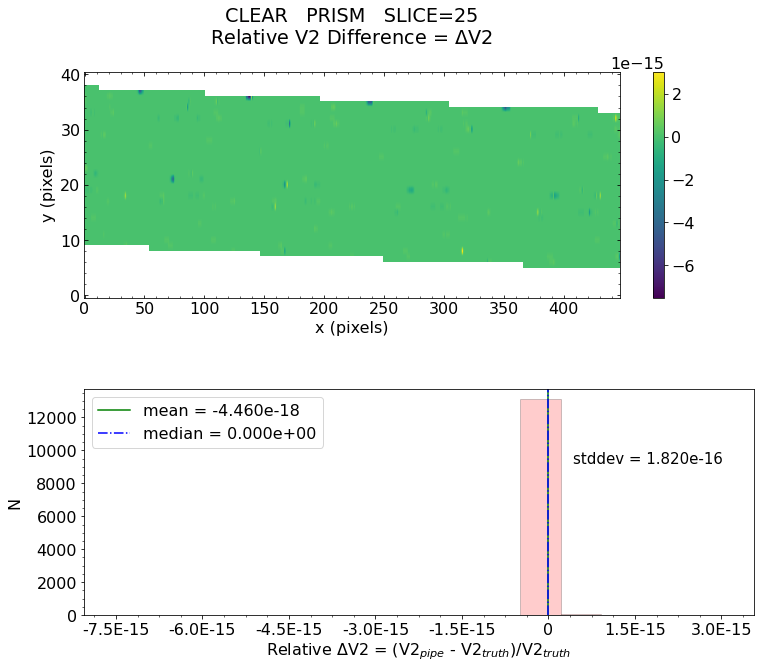 CLEAR PRISM SLICE=25
Relative V2 Difference = ΔV2
1e−15
40
30
20
10
0
y (pixels)
0 50 100 150 200 250 300 350 400
x (pixels)
2
0
−2
−4
−6
mean = -4.460e-18
median = 0.000e+00
stddev = 1.820e-16
12000
10000
8000
6000
4000
2000
0
N
-7.5E-15 -6.0E-15 -4.5E-15 -3.0E-15 -1.5E-15 0 1.5E-15 3.0E-15
Relative ΔV2 = (V2pipe - V2truth)/V2truth